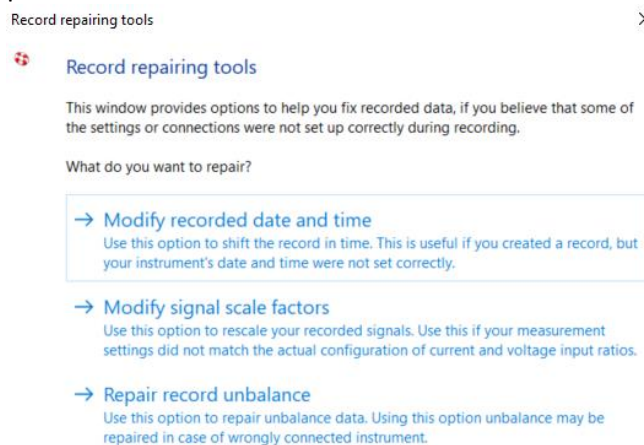 Record repairing tools
Record repairing tools
This window provides options to help you fix recorded data, if you believe that some of
the settings or connections were not set up correctly during recording.
What do you want to repair?
→ Modify recorded date and time
Use this option to shift the record in time. This is useful if you created a record, but
your instrument's date and time were not set correctly.
→ Modify signal scale factors
Use this option to rescale your recorded signals. Use this if your measurement
settings did not match the actual configuration of current and voltage input ratios.
→ Repair record unbalance
Use this option to repair unbalance data. Using this option unbalance may be
repaired in case of wrongly connected instrument.